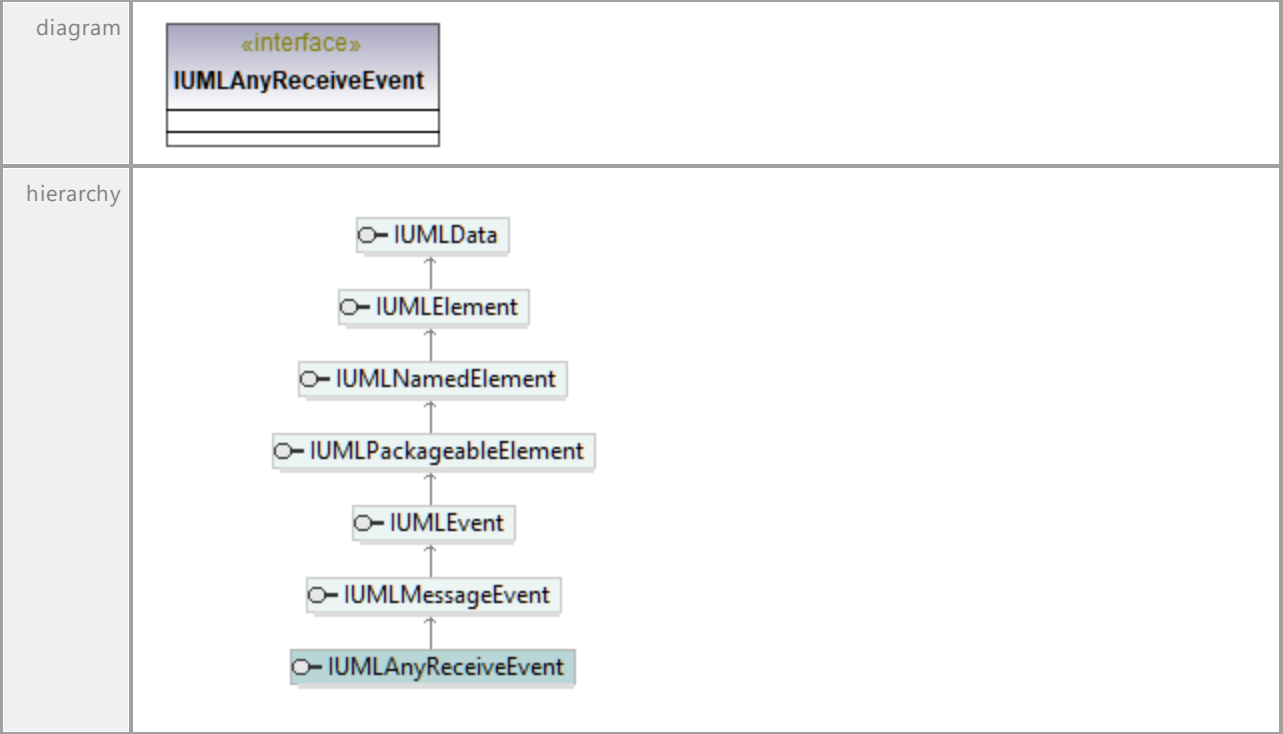 diagram
«interface»
IUMLAnyReceiveEvent
hierarchy
IUMLData
IUMLElement
IUMLNamedElement
IUMLPackageableElement
IUMLEvent
IUMLMessageEvent
IUMLAnyReceiveEvent